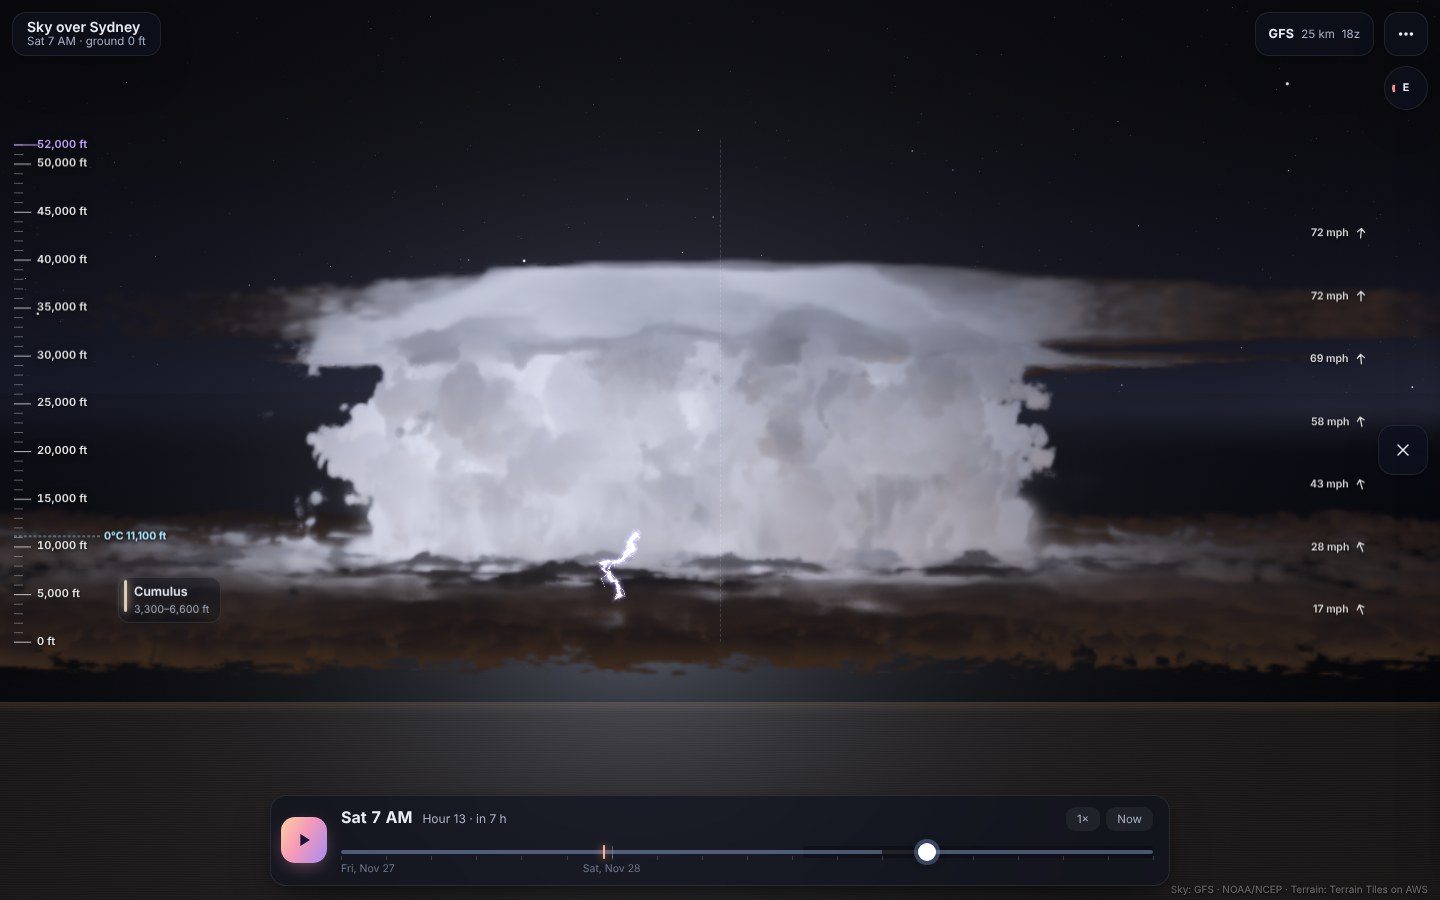 Sky over Sydney
Sat 7 AM · ground 0 ft
GFS 25 km 18z
E
52,000 ft
50,000 ft
45,000 ft
40,000 ft
35,000 ft
30,000 ft
25,000 ft
20,000 ft
15,000 ft
0°C 11,100 ft
10,000 ft
5,000 ft
0 ft
Cumulus
3,300–6,600 ft
72 mph
72 mph
69 mph
58 mph
43 mph
28 mph
17 mph
Sat 7 AM Hour 13 · in 7 h
1×
Now
Fri, Nov 27
Sat, Nov 28
Sky: GFS · NOAA/NCEP · Terrain: Terrain Tiles on AWS